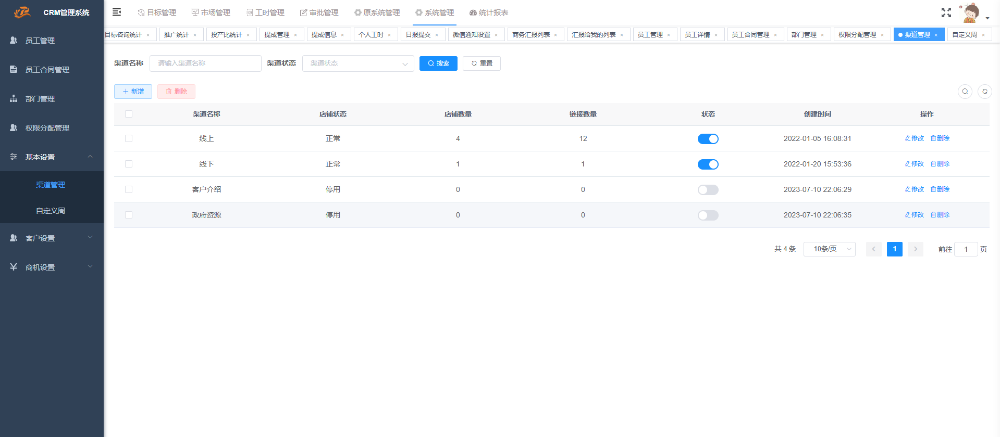 CRM管理系统
目标管理 市场管理 工时管理 审批管理 原系统管理 系统管理 统计报表
目标咨询统计 × 推广统计 × 投产比统计 × 提成管理 × 提成信息 × 个人工时 × 日报提交 × 微信通知设置 × 商务汇报列表 × 汇报给我的列表 × 员工管理 × 员工详情 × 员工合同管理 × 部门管理 × 权限分配管理 × 渠道管理 × 自定义周 ×
员工管理
员工合同管理
部门管理
权限分配管理
基本设置
渠道管理
自定义周
客户设置
商机设置
渠道名称 请输入渠道名称 渠道状态 渠道状态 搜索 重置
新增 删除
渠道名称 店铺状态 店铺数量 链接数量 状态 创建时间 操作
线上 正常 4 12 2022-01-05 16:08:31 修改 删除
线下 正常 1 1 2022-01-20 15:53:36 修改 删除
客户介绍 停用 0 0 2023-07-10 22:06:29 修改 删除
政府资源 停用 0 0 2023-07-10 22:06:35 修改 删除
共 4 条 10条/页 1 前往 1 页